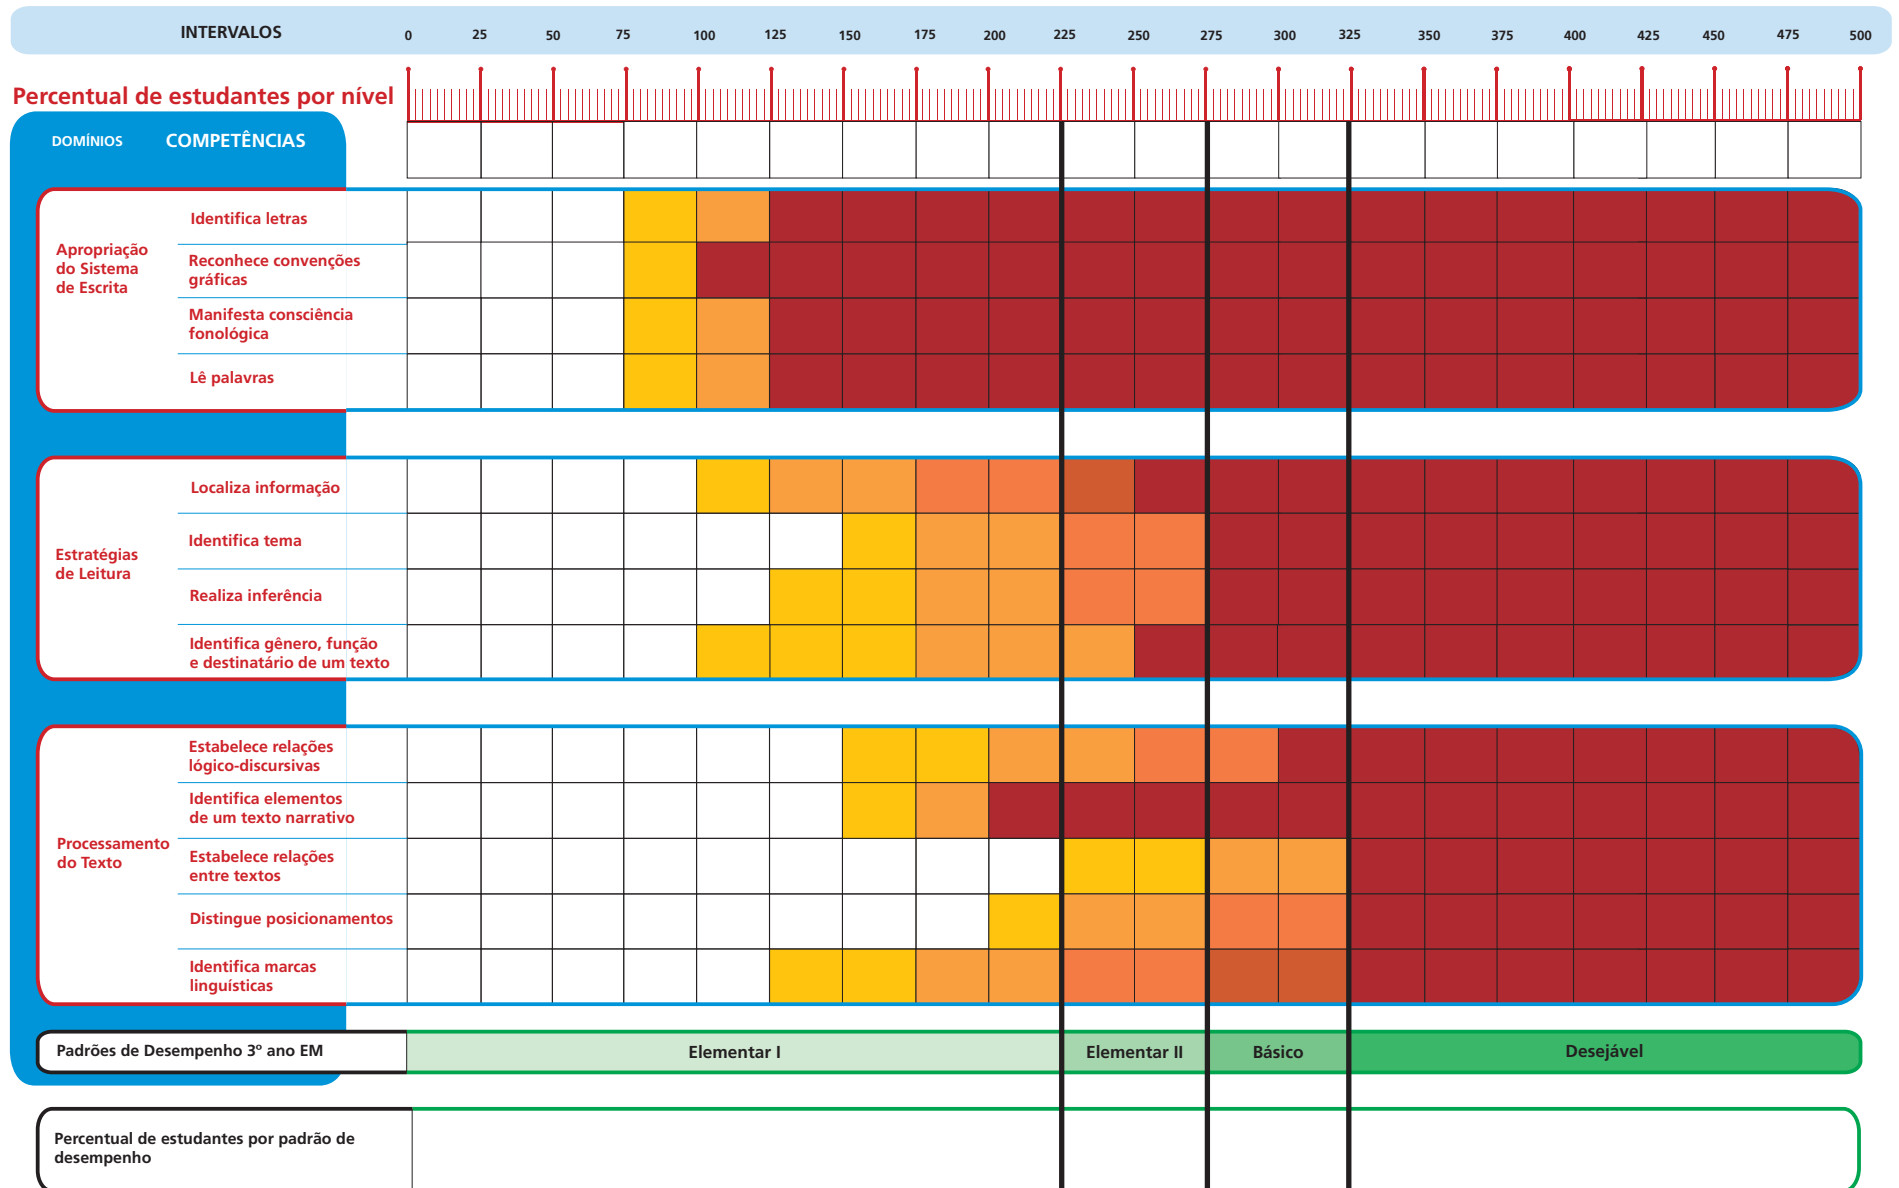 INTERVALOS 0 25 50 75 100 125 150 175 200 225 250 275 300 325 350 375 400 425 450 475 500
Percentual de estudantes por nível
DOMÍNIOS COMPETÊNCIAS
Apropriação
do Sistema
de Escrita
Identifica letras
Reconhece convenções
gráficas
Manifesta consciência
fonológica
Lê palavras
Estratégias
de Leitura
Localiza informação
Identifica tema
Realiza inferência
Identifica gênero, função
e destinatário de um texto
Processamento
do Texto
Estabelece relações
lógico-discursivas
Identifica elementos
de um texto narrativo
Estabelece relações
entre textos
Distingue posicionamentos
Identifica marcas
linguísticas
Padrões de Desempenho 3º ano EM Elementar I Elementar II Básico Desejável
Percentual de estudantes por padrão de
desempenho